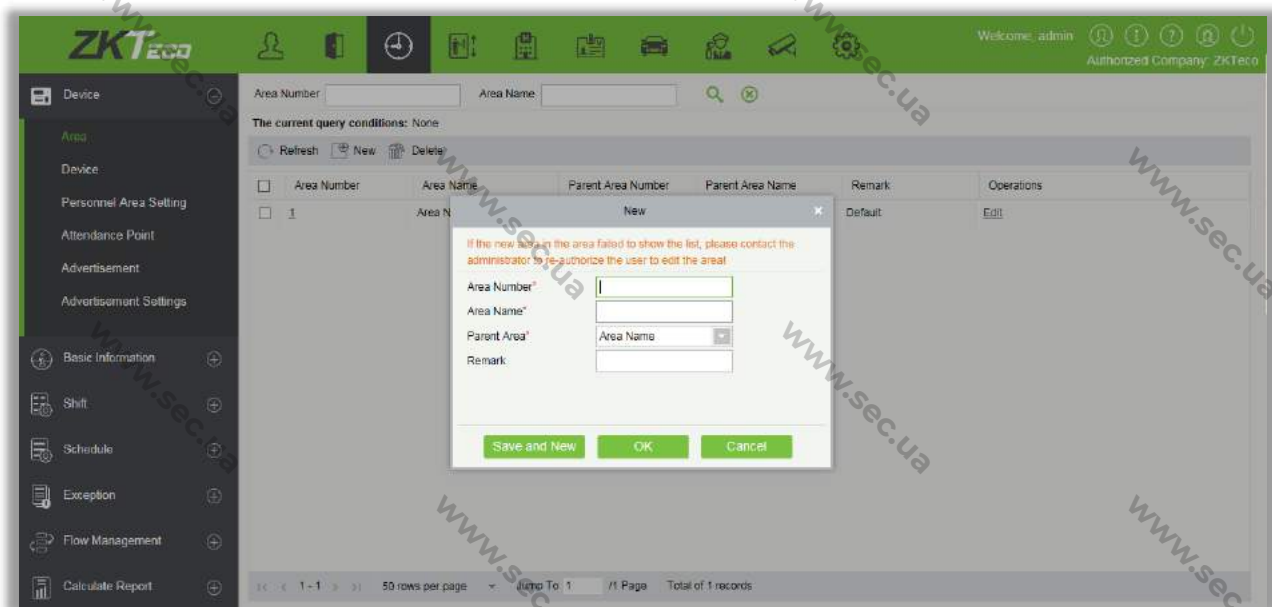 ZKTeco
Welcome, admin
Authorized Company: ZKTeco
Device
Area
Device
Personnel Area Setting
Attendance Point
Advertisement
Advertisement Settings
Basic Information
Shift
Schedule
Exception
Flow Management
Calculate Report
Area Number Area Name
The current query conditions: None
Refresh New Delete
Area Number Area Name Parent Area Number Parent Area Name Remark Operations
1 Area N Default Edit
New
If the new area in the area failed to show the list, please contact the
administrator to re-authorize the user to edit the area!
Area Number*
Area Name*
Parent Area* Area Name
Remark
Save and New OK Cancel
1-1 50 rows per page Jump To 1 /1 Page Total of 1 records
www.sec.ua
www.sec.ua
www.sec.ua
www.sec.ua
www.sec.ua
www.sec.ua
www.sec.ua
www.sec.ua